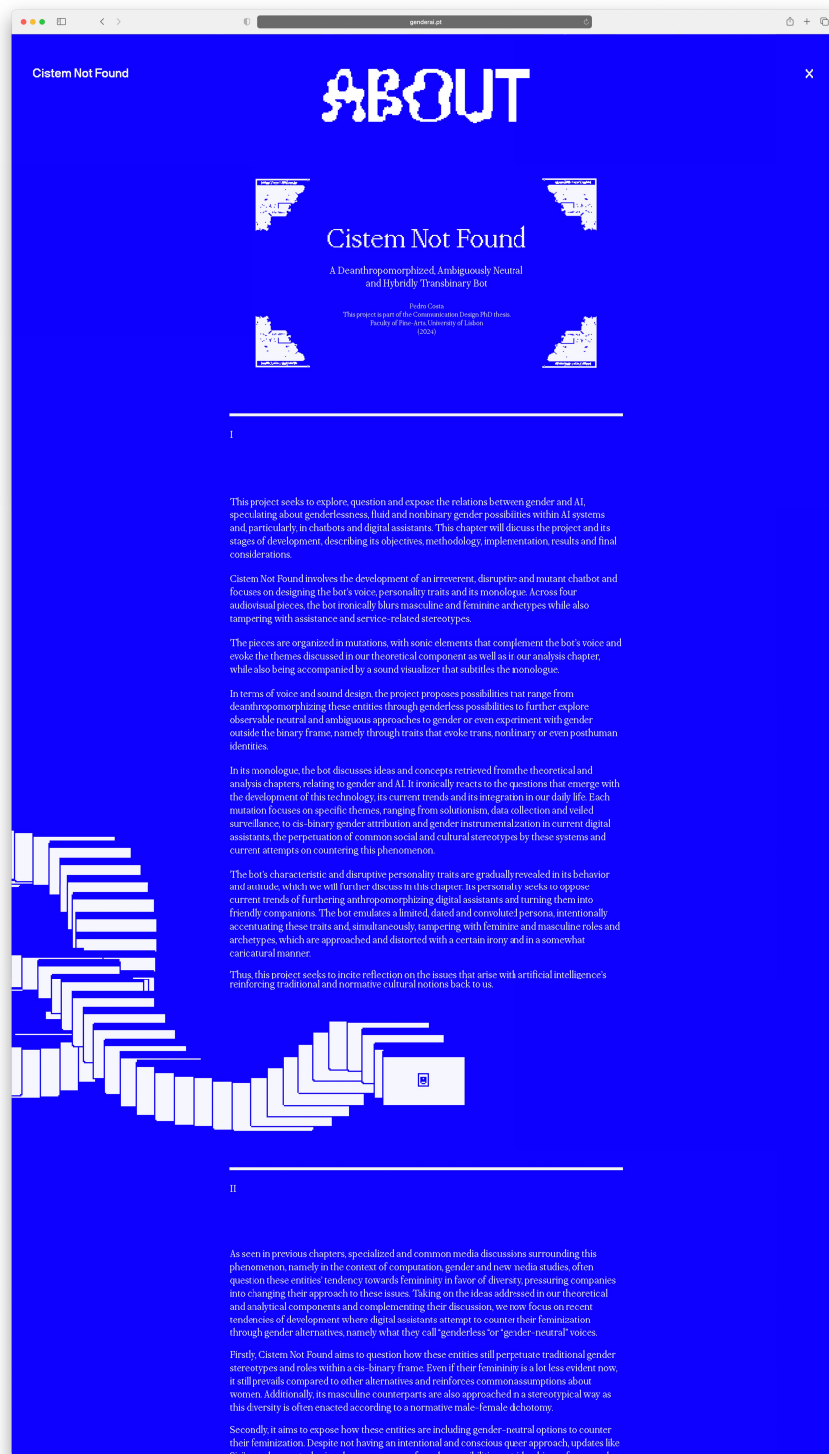 genderai.pt
Cistem Not Found
ABOUT
X
Cistem Not Found
A Deanthropomorphized, Ambiguously Neutral
and Hybridly Transbinary Bot
Pedro Costa
This project is part of the Communication Design PhD thesis.
Faculty of Fine-Arts, University of Lisbon
(2024)
I
This project seeks to explore, question and expose the relations between gender and AI,
speculating about genderlessness, fluid and nonbinary gender possibilities within AI systems
and, particularly, in chatbots and digital assistants. This chapter will discuss the project and its
stages of development, describing its objectives, methodology, implementation, results and final
considerations.
Cistem Not Found involves the development of an irreverent, disruptive and mutant chatbot and
focuses on designing the bot's voice, personality traits and its monologue. Across four
audiovisual pieces, the bot ironically blurs masculine and feminine archetypes while also
tampering with assistance and service-related stereotypes.
The pieces are organized in mutations, with sonic elements that complement the bot's voice and
evoke the themes discussed in our theoretical component as well as in our analysis chapter,
while also being accompanied by a sound visualizer that subtitles the monologue.
In terms of voice and sound design, the project proposes possibilities that range from
deanthropomorphizing these entities through genderless possibilities to further explore
observable neutral and ambiguous approaches to gender or even experiment with gender
outside the binary frame, namely through traits that evoke trans, nonbinary or even posthuman
identities.
In its monologue, the bot discusses ideas and concepts retrieved from the theoretical and
analysis chapters, relating to gender and AI. It ironically reacts to the questions that emerge with
the development of this technology, its current trends and its integration in our daily life. Each
mutation focuses on specific themes, ranging from solutionism, data collection and veiled
surveillance, to cis-binary gender attribution and gender instrumentalization in current digital
assistants, the perpetuation of common social and cultural stereotypes by these systems and
current attempts on countering this phenomenon.
The bot's characteristic and disruptive personality traits are gradually revealed in its behavior
and attitude, which we will further discuss in this chapter. Its personality seeks to oppose
current trends of furthering anthropomorphizing digital assistants and turning them into
friendly companions. The bot emulates a limited, dated and convoluted persona, intentionally
accentuating these traits and, simultaneously, tampering with feminine and masculine roles and
archetypes, which are approached and distorted with a certain irony and in a somewhat
caricatural manner.
Thus, this project seeks to incite reflection on the issues that arise with artificial intelligence's
reinforcing traditional and normative cultural notions back to us.
II
As seen in previous chapters, specialized and common media discussions surrounding this
phenomenon, namely in the context of computation, gender and new media studies, often
question these entities' tendency towards femininity in favor of diversity, pressuring companies
into changing their approach to these issues. Taking on the ideas addressed in our theoretical
and analytical components and complementing their discussion, we now focus on recent
tendencies of development where digital assistants attempt to counter their feminization
through gender alternatives, namely what they call "genderless "or "gender-neutral" voices.
Firstly, Cistem Not Found aims to question how these entities still perpetuate traditional gender
stereotypes and roles within a cis-binary frame. Even if their femininity is a lot less evident now,
it still prevails compared to other alternatives and reinforces common assumptions about
women. Additionally, its masculine counterparts are also approached in a stereotypical way as
this diversity is often enacted according to a normative male-female dichotomy.
Secondly, it aims to expose how these entities are including gender-neutral options to counter
their feminization. Despite not having an intentional and conscious queer approach, updates like